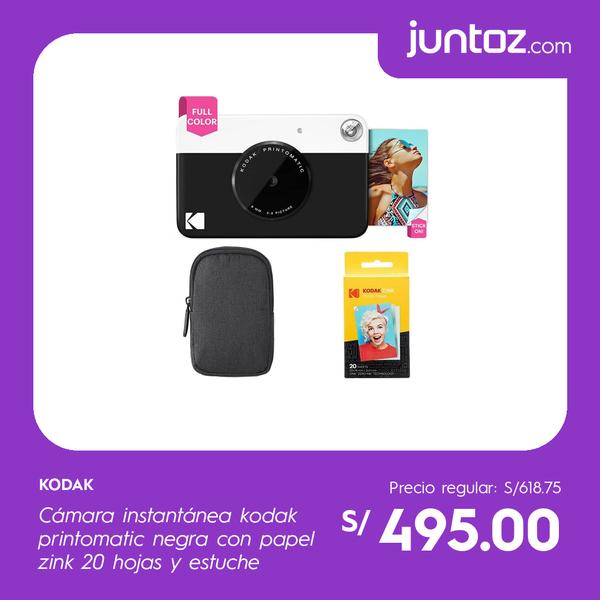 juntoz.com
FULL
COLOR
KODAK PRINTOMATIC
STICK
ON!
K
KODAK
20
KODAK
Precio regular: S/618.75
Cámara instantánea kodak
printomatic negra con papel
zink 20 hojas y estuche
S/ 495.00